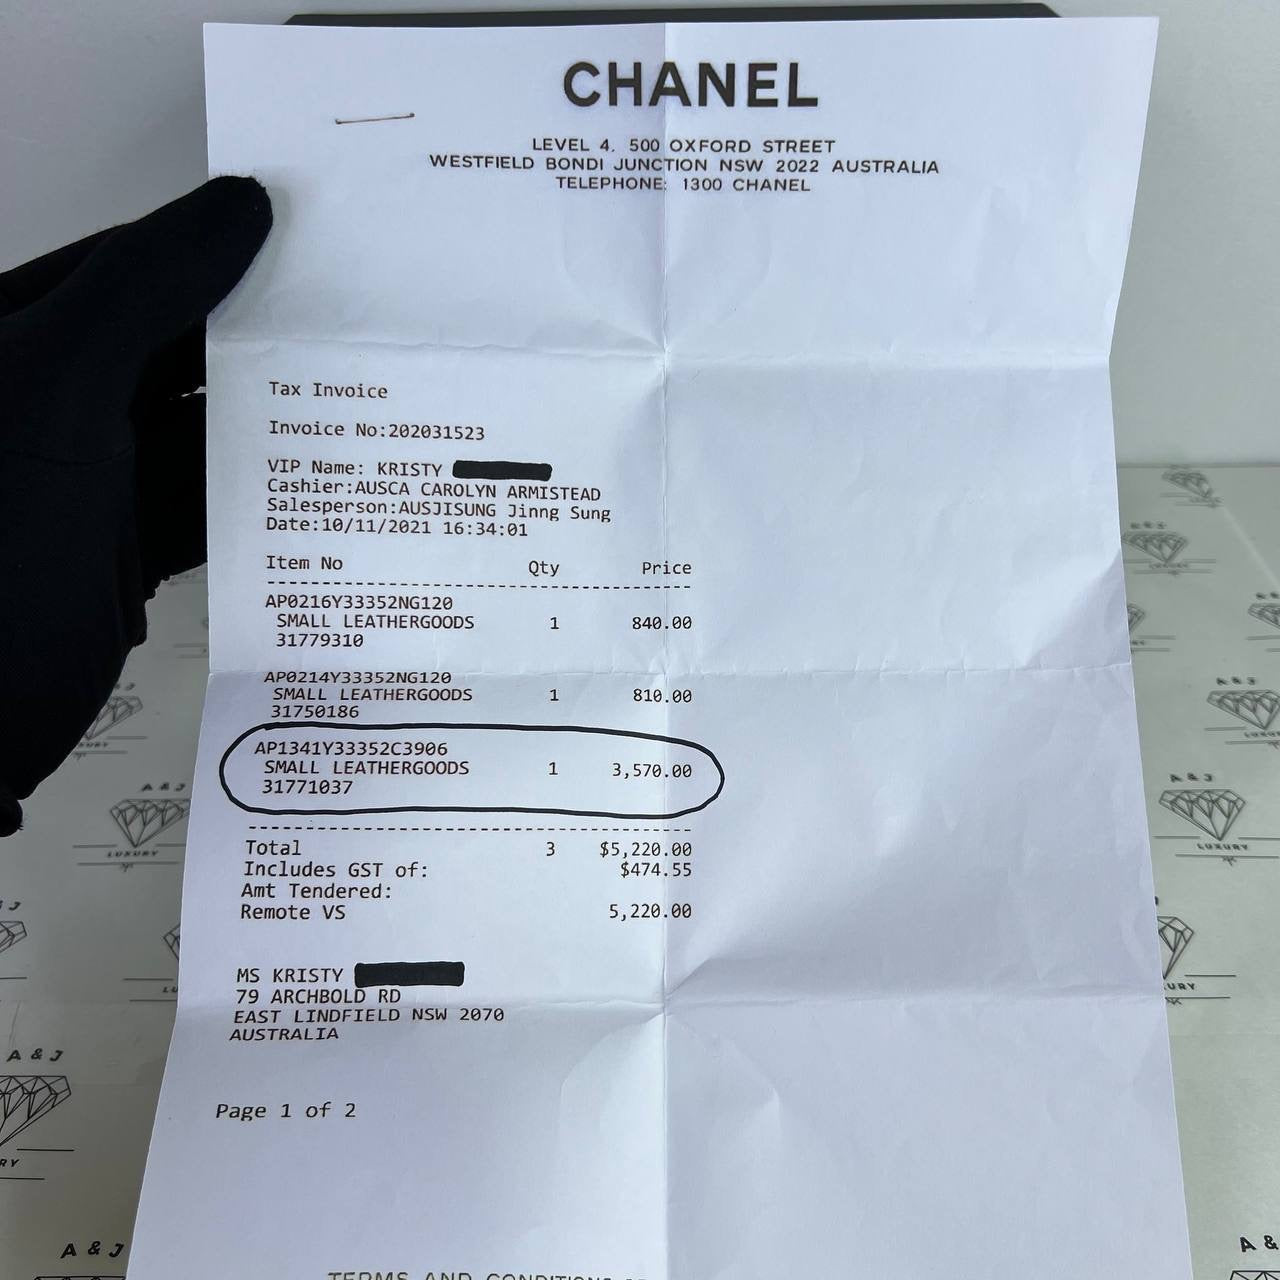 CHANEL
LEVEL 4, 500 OXFORD STREET
WESTFIELD BONDI JUNCTION NSW 2022 AUSTRALIA
TELEPHONE: 1300 CHANEL
Tax Invoice
Invoice No:202031523
VIP Name: KRISTY
Cashier:AUSCA CAROLYN ARMISTEAD
Salesperson:AUSJISUNG Jinng Sung
Date:10/11/2021 16:34:01
Item No Qty Price
AP0216Y33352NG120
SMALL LEATHERGOODS 1 840.00
31779310
AP0214Y33352NG120
SMALL LEATHERGOODS 1 810.00
31750186
AP1341Y33352C3906
SMALL LEATHERGOODS 1 3,570.00
31771037
Total 3 $5,220.00
Includes GST of: $474.55
Amt Tendered:
Remote VS 5,220.00
MS KRISTY
79 ARCHBOLD RD
EAST LINDFIELD NSW 2070
AUSTRALIA
Page 1 of 2
TERMS AND CONDITIONS
A & J
LUXURY
A & J
A & J
A & J
LUXURY
A & J
A & J
A & J